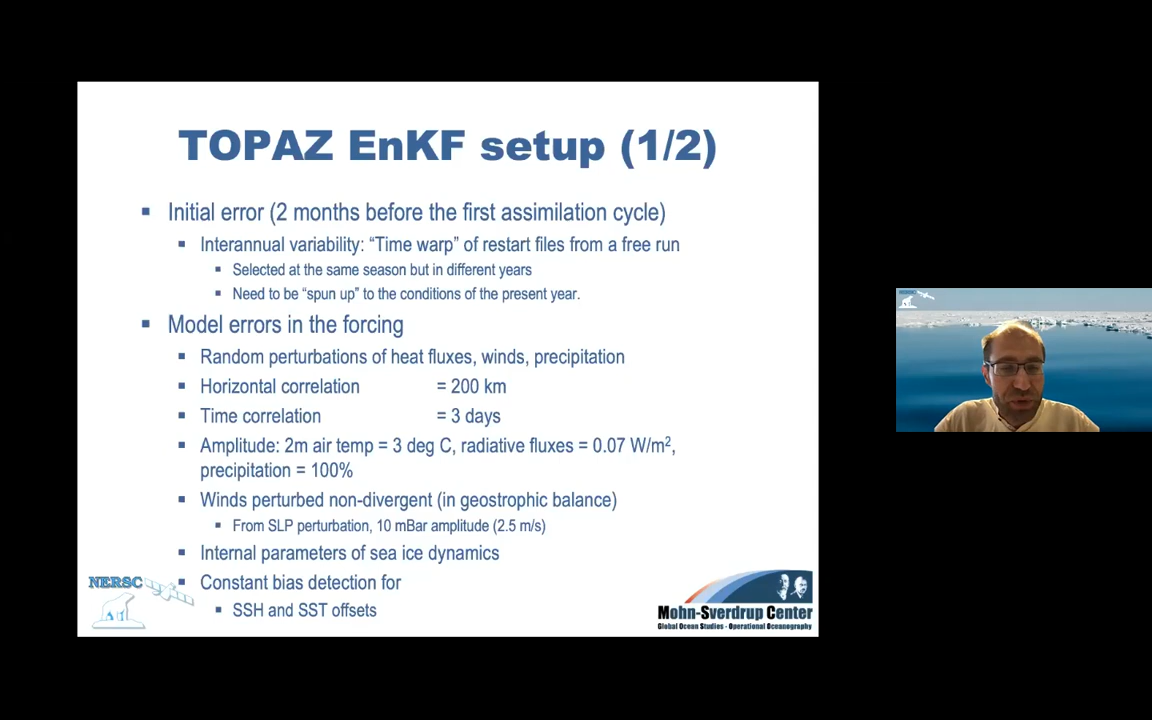 TOPAZ EnKF setup (1/2)
▪ Initial error (2 months before the first assimilation cycle)
▪ Interannual variability: “Time warp” of restart files from a free run
▪ Selected at the same season but in different years
▪ Need to be “spun up” to the conditions of the present year.
▪ Model errors in the forcing
▪ Random perturbations of heat fluxes, winds, precipitation
▪ Horizontal correlation = 200 km
▪ Time correlation = 3 days
▪ Amplitude: 2m air temp = 3 deg C, radiative fluxes = 0.07 W/m²,
precipitation = 100%
▪ Winds perturbed non-divergent (in geostrophic balance)
▪ From SLP perturbation, 10 mBar amplitude (2.5 m/s)
▪ Internal parameters of sea ice dynamics
▪ Constant bias detection for
▪ SSH and SST offsets
NERSC
Mohn-Sverdrup Center
Global Ocean Studies - Operational Oceanography
NERSC